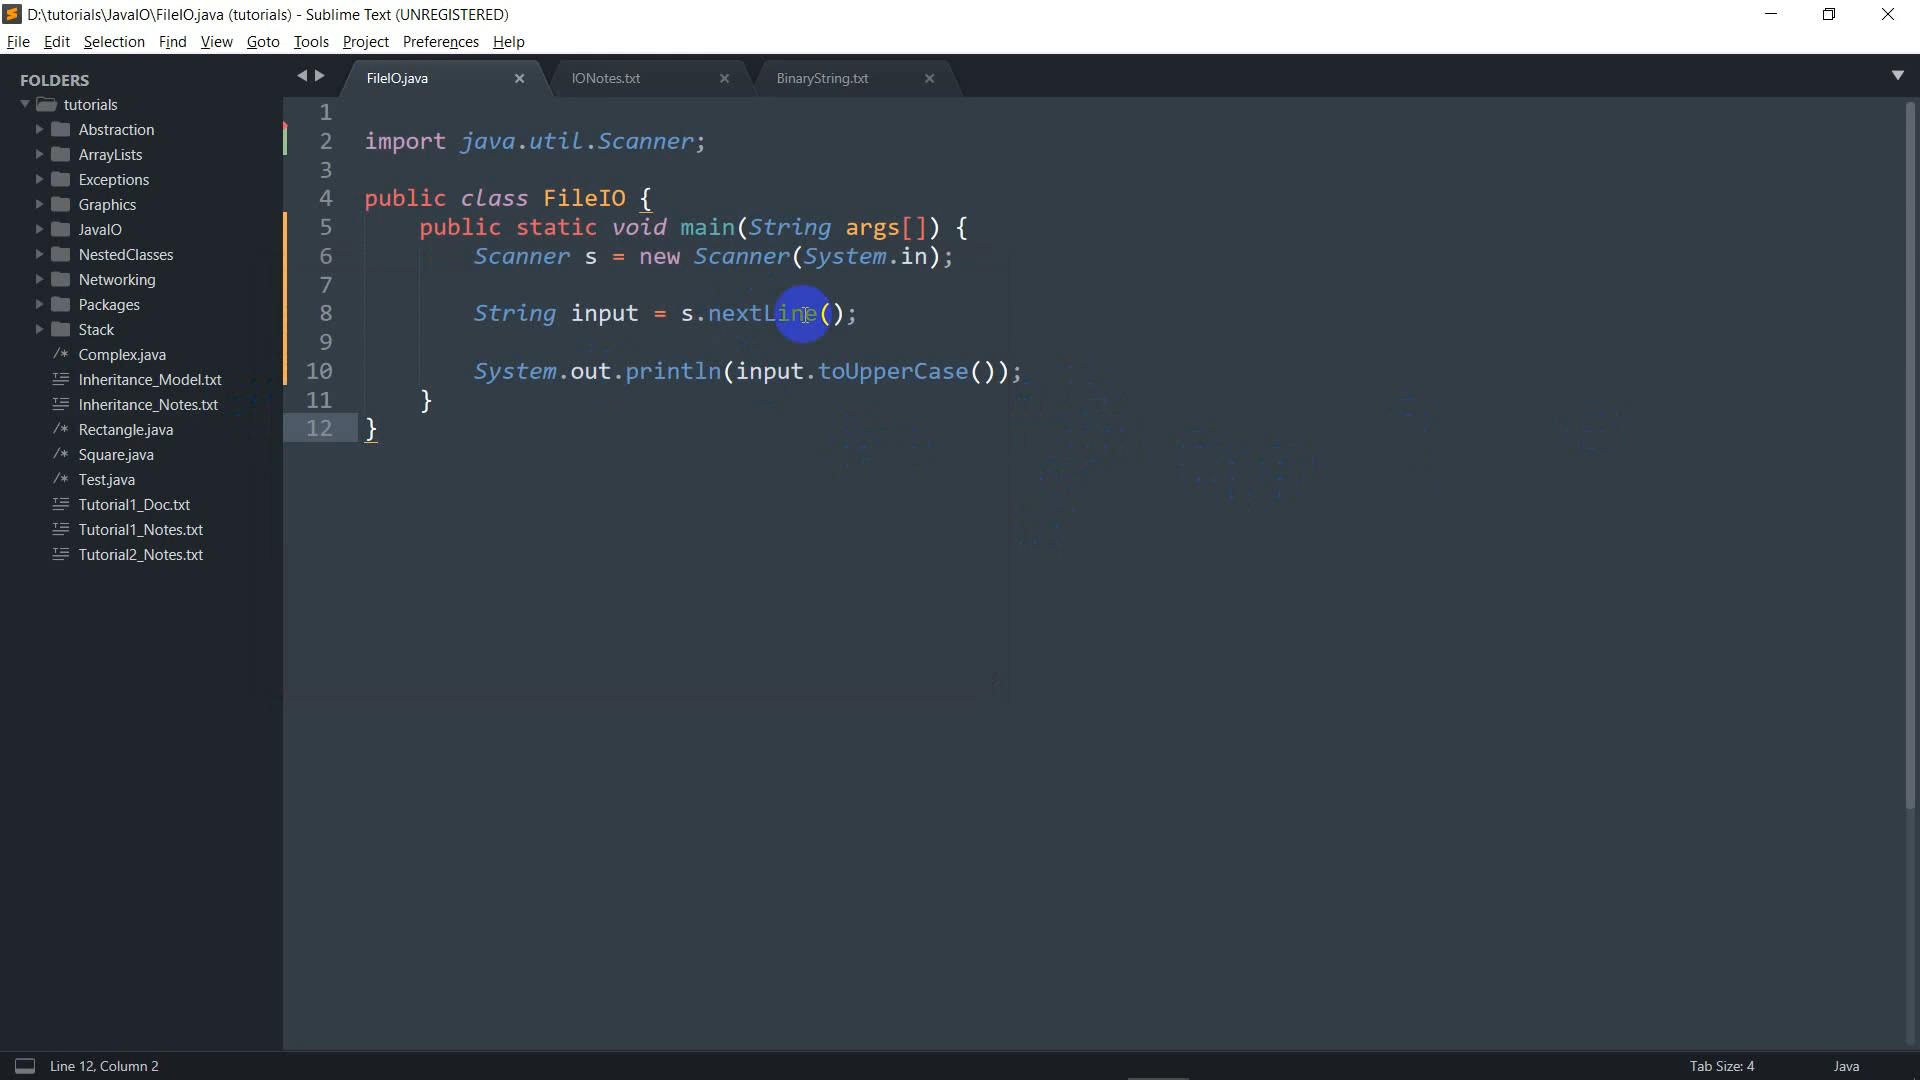 D:\tutorials\JavaIO\FileIO.java (tutorials) - Sublime Text (UNREGISTERED)
File Edit Selection Find View Goto Tools Project Preferences Help
FOLDERS
tutorials
Abstraction
ArrayLists
Exceptions
Graphics
JavaIO
NestedClasses
Networking
Packages
Stack
/* Complex.java
Inheritance_Model.txt
Inheritance_Notes.txt
/* Rectangle.java
/* Square.java
/* Test.java
Tutorial1_Doc.txt
Tutorial1_Notes.txt
Tutorial2_Notes.txt
FileIO.java IONotes.txt BinaryString.txt
1
2 import java.util.Scanner;
3
4 public class FileIO {
5 public static void main(String args[]) {
6 Scanner s = new Scanner(System.in);
7
8 String input = s.nextLine();
9
10 System.out.println(input.toUpperCase());
11 }
12 }
Line 12, Column 2 Tab Size: 4 Java